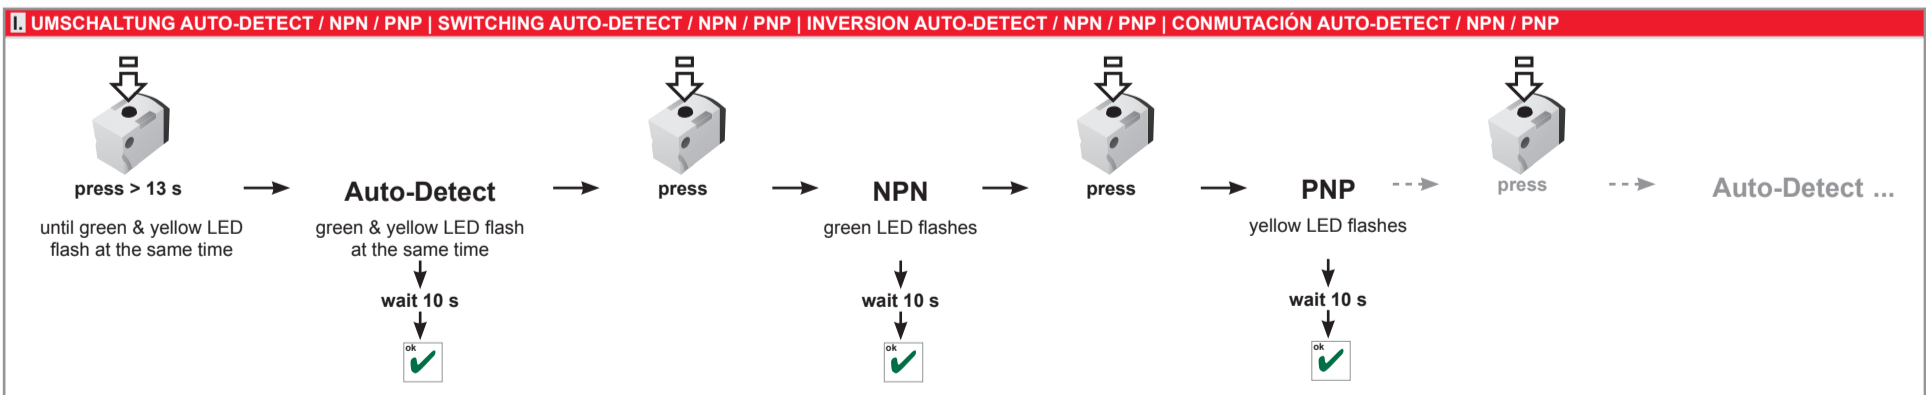 I. UMSCHALTUNG AUTO-DETECT / NPN / PNP | SWITCHING AUTO-DETECT / NPN / PNP | INVERSION AUTO-DETECT / NPN / PNP | CONMUTACIÓN AUTO-DETECT / NPN / PNP
press > 13 s
until green & yellow LED
flash at the same time
Auto-Detect
green & yellow LED flash
at the same time
wait 10 s
ok
press
NPN
green LED flashes
wait 10 s
ok
press
PNP
yellow LED flashes
wait 10 s
ok
press
Auto-Detect ...